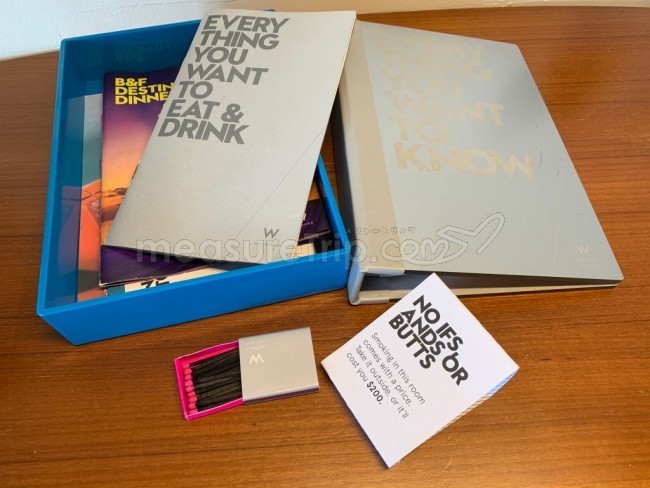 EVERY
THING
YOU
WANT
TO
EAT &
DRINK
W
B&F
DESTIN
DINNE
EVERY
THING
YOU
WANT
TO
KNOW
W
measureTrip.com
W
NO IFS
ANDS OR
BUTTS
Smoking in this room
comes with a price.
Take it outside, or it'll
cost you $200.